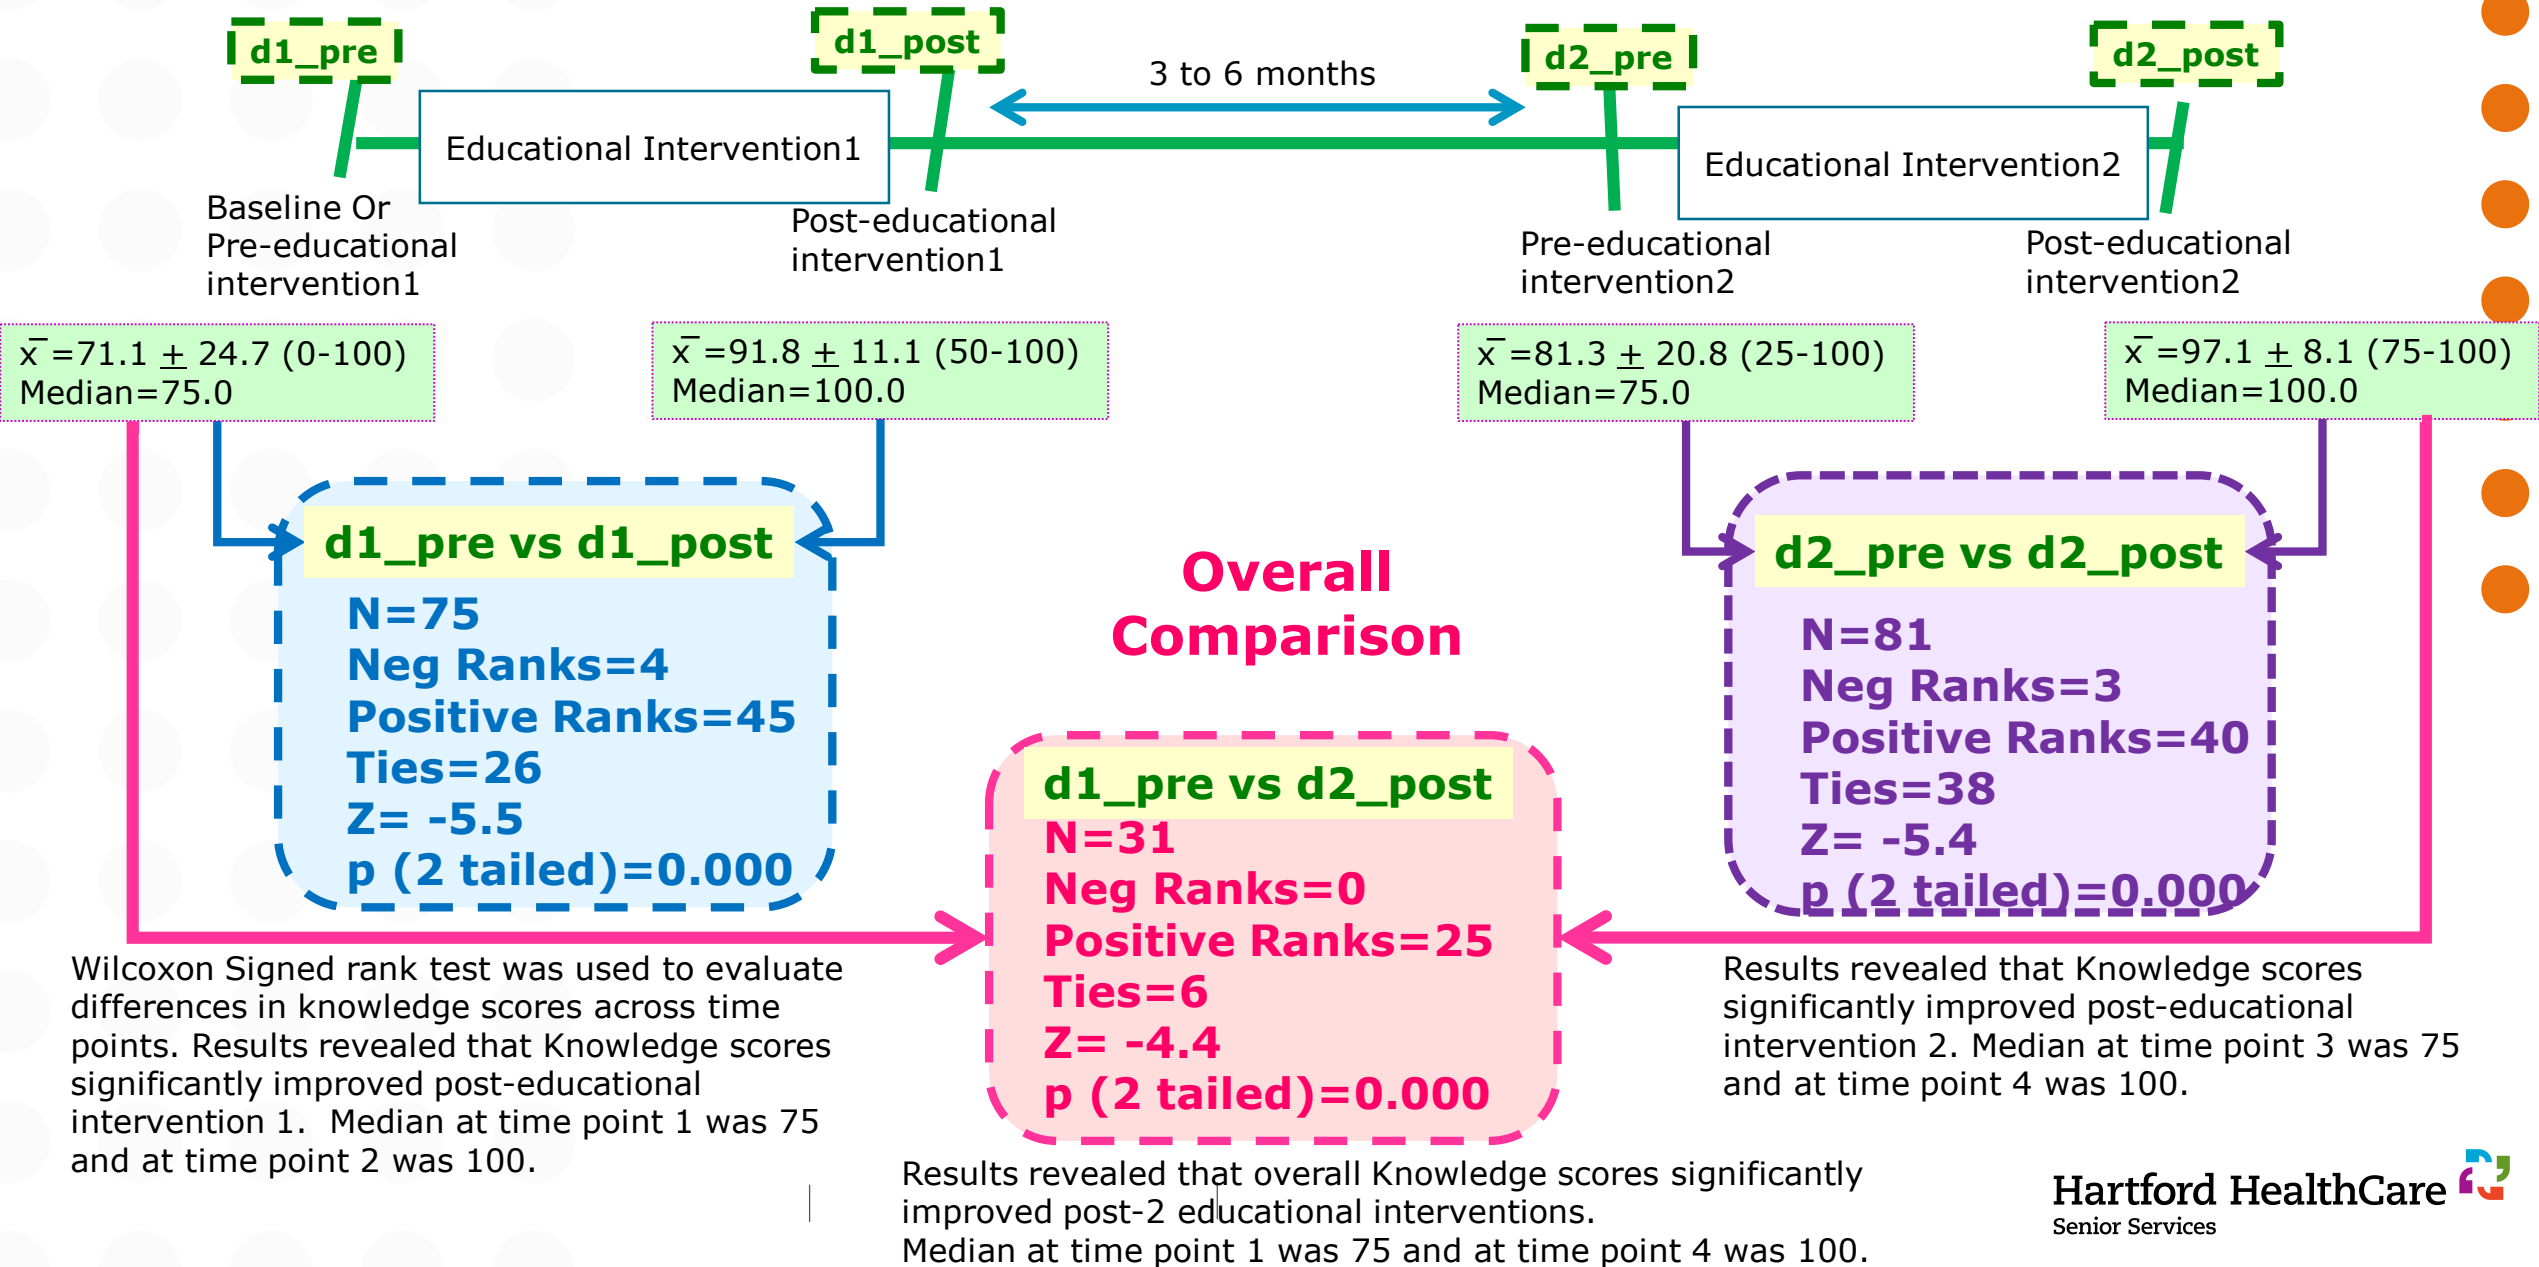 d1_pre
d1_post
3 to 6 months
d2_pre
d2_post
Educational Intervention1
Educational Intervention2
Baseline Or
Pre-educational
intervention1
Post-educational
intervention1
Pre-educational
intervention2
Post-educational
intervention2
x̄ =71.1 ± 24.7 (0-100)
Median=75.0
x̄ =91.8 ± 11.1 (50-100)
Median=100.0
x̄ =81.3 ± 20.8 (25-100)
Median=75.0
x̄ =97.1 ± 8.1 (75-100)
Median=100.0
d1_pre vs d1_post
N=75
Neg Ranks=4
Positive Ranks=45
Ties=26
Z= -5.5
p (2 tailed)=0.000
Overall
Comparison
d1_pre vs d2_post
N=31
Neg Ranks=0
Positive Ranks=25
Ties=6
Z= -4.4
p (2 tailed)=0.000
d2_pre vs d2_post
N=81
Neg Ranks=3
Positive Ranks=40
Ties=38
Z= -5.4
p (2 tailed)=0.000
Wilcoxon Signed rank test was used to evaluate
differences in knowledge scores across time
points. Results revealed that Knowledge scores
significantly improved post-educational
intervention 1.  Median at time point 1 was 75
and at time point 2 was 100.
Results revealed that overall Knowledge scores significantly
improved post-2 educational interventions.
Median at time point 1 was 75 and at time point 4 was 100.
Results revealed that Knowledge scores
significantly improved post-educational
intervention 2. Median at time point 3 was 75
and at time point 4 was 100.
Hartford HealthCare
Senior Services